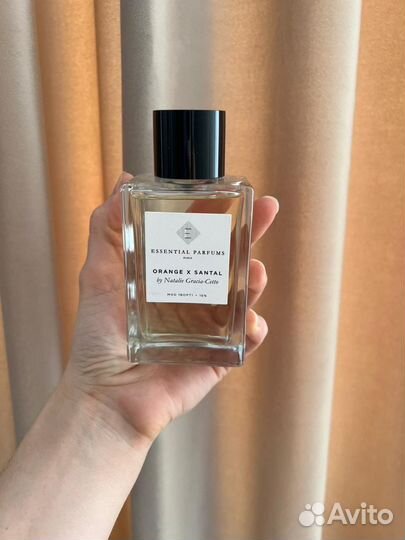 ESSENTIAL PARFUMS
PARIS
ORANGE X SANTAL
by Natalie Gracia-Cetto
Avito